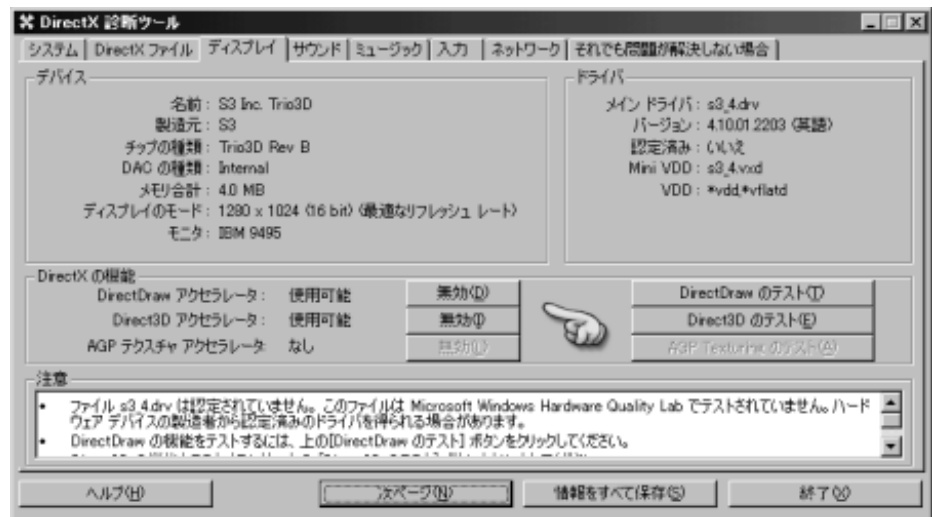 DirectX 診断ツール
システム DirectX ファイル ディスプレイ サウンド ミュージック 入力 ネットワーク それでも問題が解決しない場合
デバイス
名前: S3 Inc. Trio3D
製造元: S3
チップの種類: Trio3D Rev B
DAC の種類: Internal
メモリ合計: 4.0 MB
ディスプレイのモード: 1280 x 1024 (16 bit) (最適なリフレッシュ レート)
モニタ: IBM 9495
ドライバ
メイン ドライバ: s3_4.drv
バージョン: 4.10.01.2203 (英語)
認定済み: いいえ
Mini VDD: s3_4.vxd
VDD: *vdd,*vflatd
DirectX の機能
DirectDraw アクセラレータ: 使用可能 無効(D) DirectDraw のテスト(T)
Direct3D アクセラレータ: 使用可能 無効(I) Direct3D のテスト(E)
AGP テクスチャ アクセラレータ: なし 無効(L) AGP Texturing のテスト(A)
注意
• ファイル s3_4.drv は認定されていません。このファイルは Microsoft Windows Hardware Quality Lab でテストされていません。ハード
ウェア デバイスの製造者から認定済みのドライバを得られる場合があります。
• DirectDraw の機能をテストするには、上の[DirectDraw のテスト] ボタンをクリックしてください。
ヘルプ(H) 次ページ(N) 情報をすべて保存(S) 終了(X)